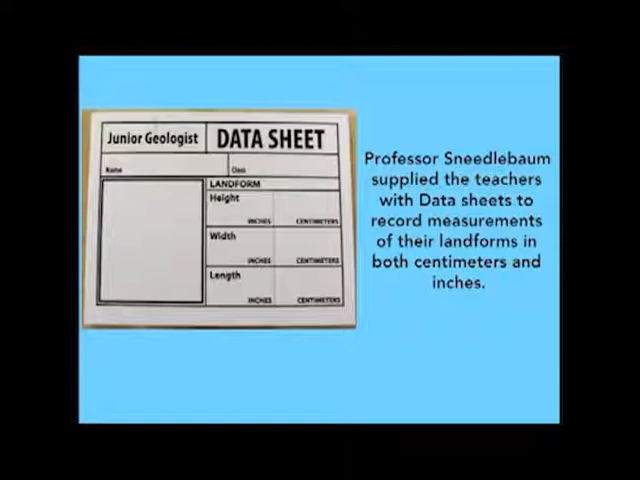 Junior Geologist DATA SHEET
Name Class
LANDFORM
Height
INCHES CENTIMETERS
Width
INCHES CENTIMETERS
Length
INCHES CENTIMETERS
Professor Sneedlebaum
supplied the teachers
with Data sheets to
record measurements
of their landforms in
both centimeters and
inches.